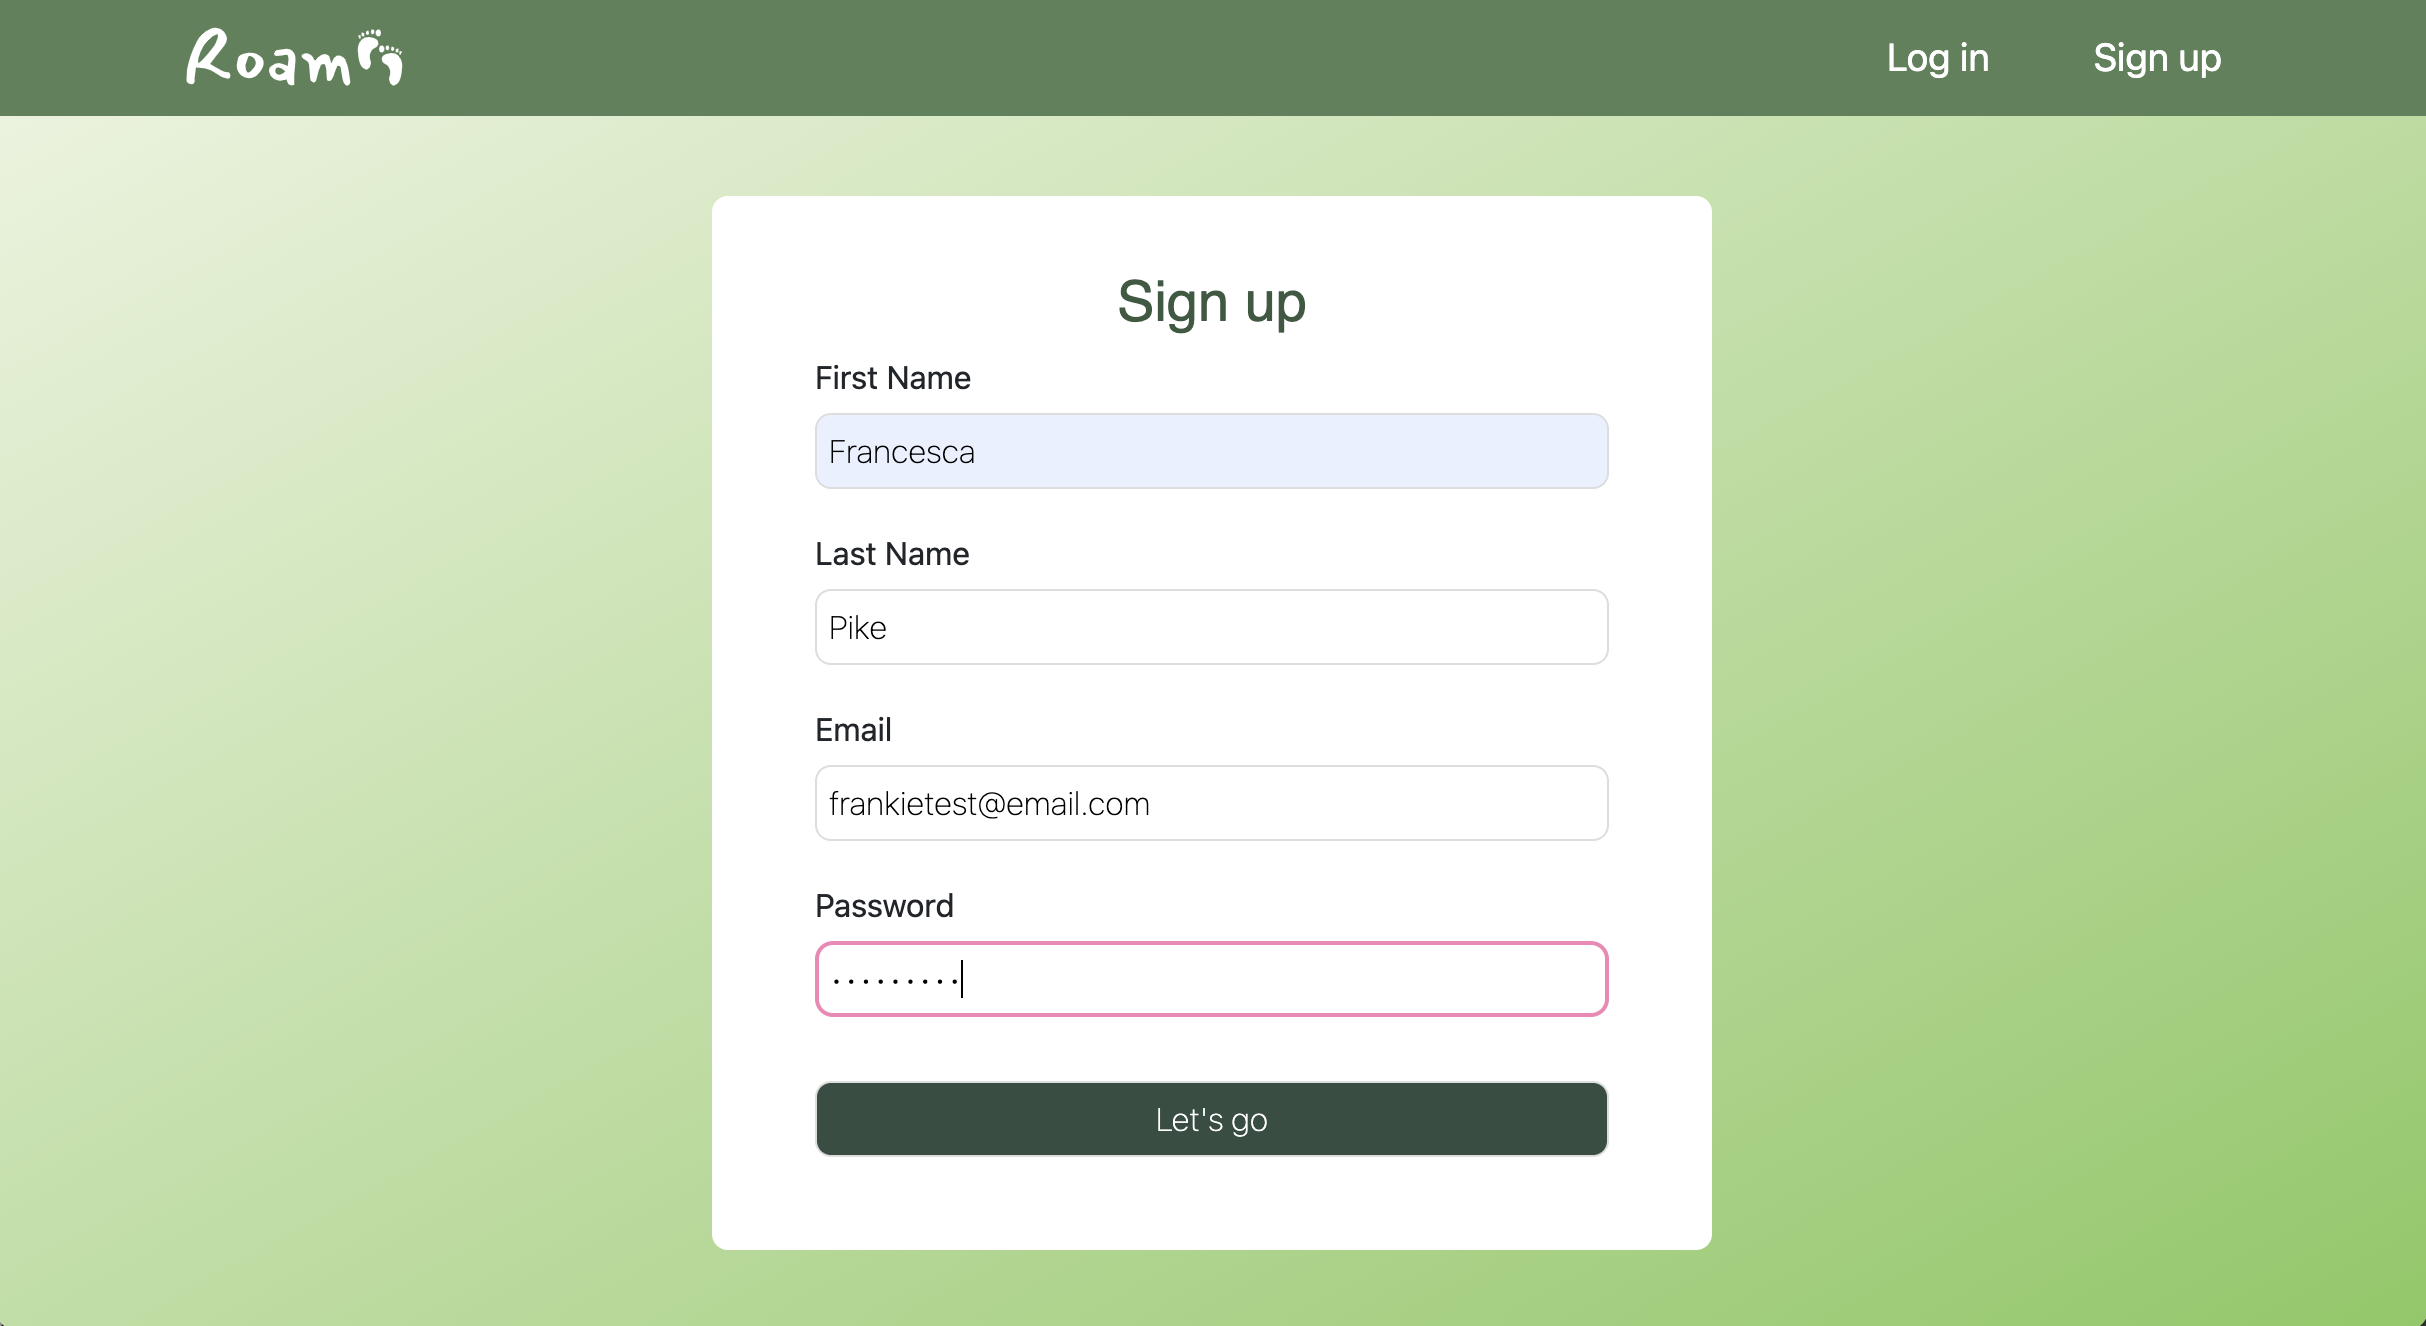 Roam
Log in
Sign up
Sign up
First Name
Francesca
Last Name
Pike
Email
frankietest@email.com
Password
·········
Let's go